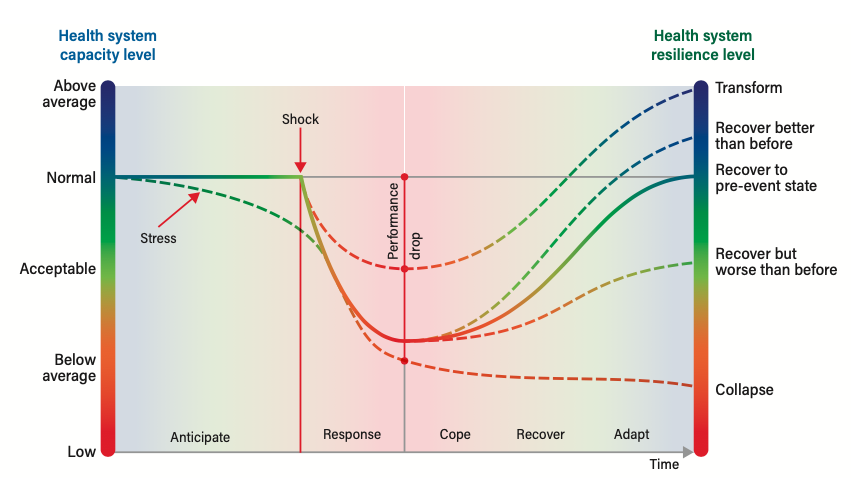 Health system
capacity level
Health system
resilience level
Above
average
Normal
Acceptable
Below
average
Low
Shock
Stress
Performance
drop
Transform
Recover better
than before
Recover to
pre-event state
Recover but
worse than before
Collapse
Anticipate
Response
Cope
Recover
Adapt
Time